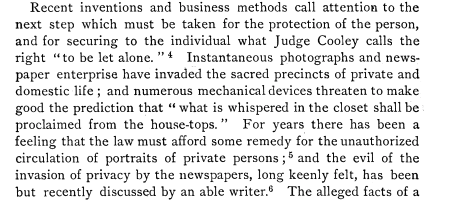 Recent inventions and business methods call attention to the
next step which must be taken for the protection of the person,
and for securing to the individual what Judge Cooley calls the
right "to be let alone."⁴ Instantaneous photographs and news-
paper enterprise have invaded the sacred precincts of private and
domestic life; and numerous mechanical devices threaten to make
good the prediction that "what is whispered in the closet shall be
proclaimed from the house-tops." For years there has been a
feeling that the law must afford some remedy for the unauthorized
circulation of portraits of private persons;⁵ and the evil of the
invasion of privacy by the newspapers, long keenly felt, has been
but recently discussed by an able writer.⁶ The alleged facts of a